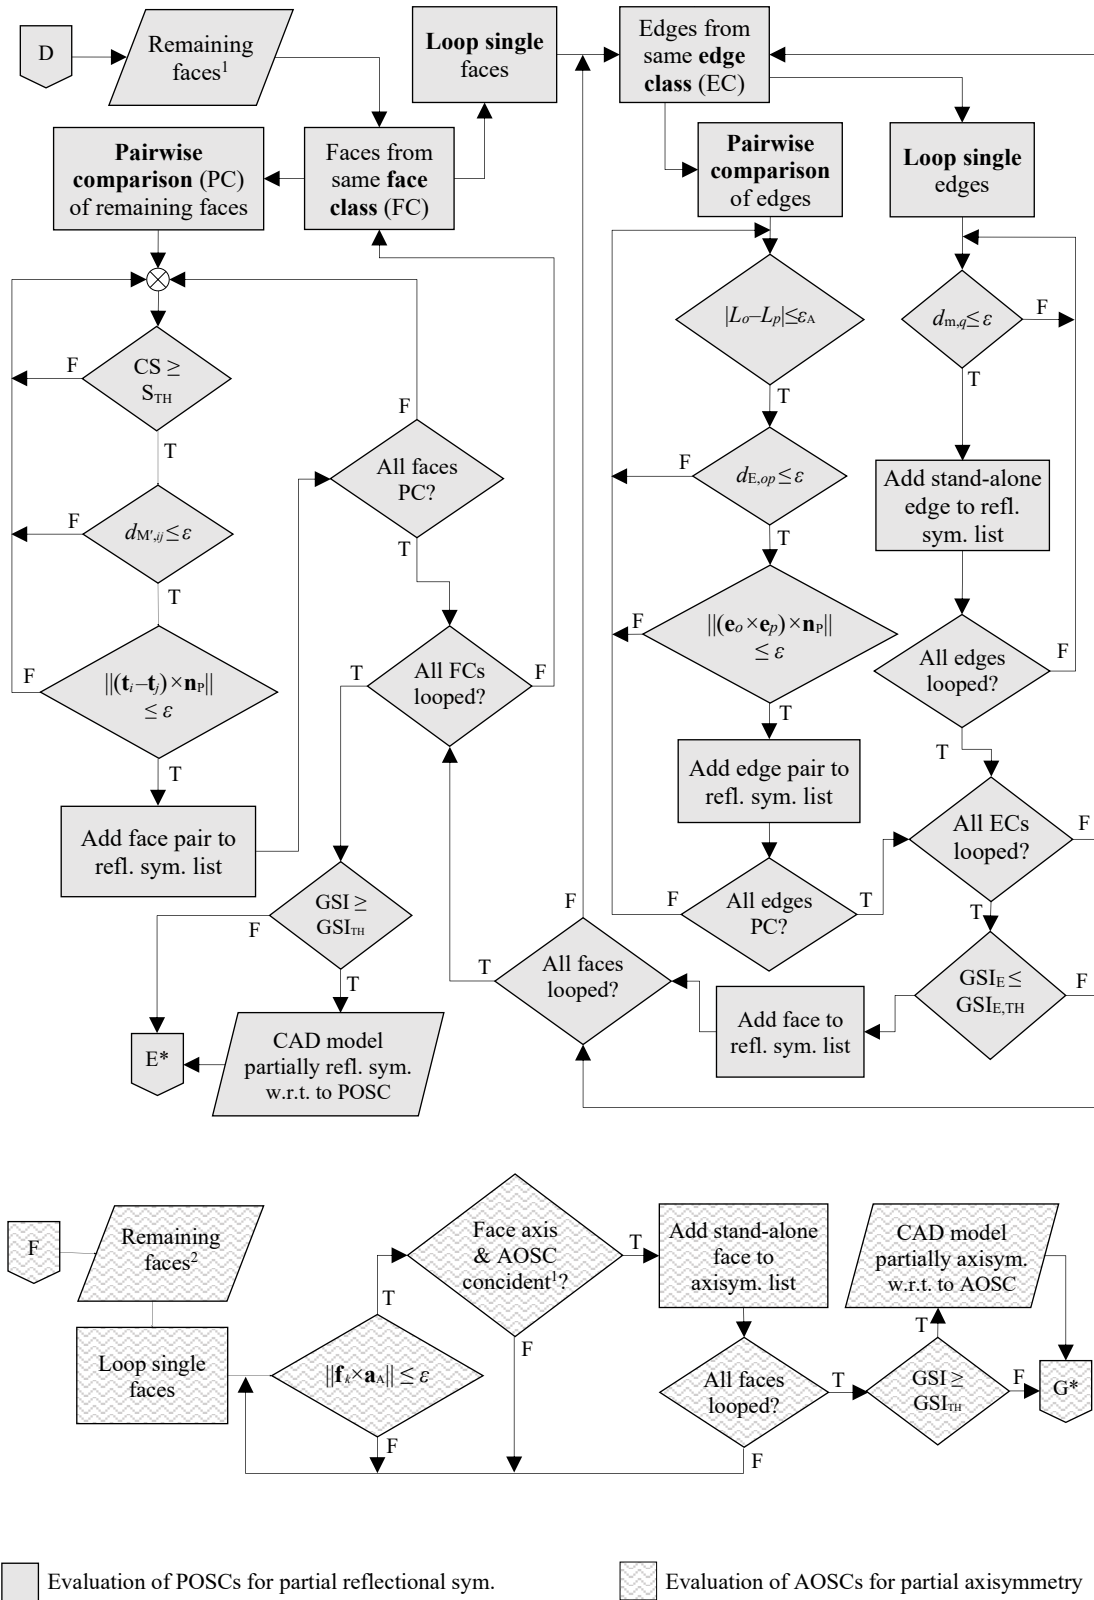 D
Remaining
faces1
Loop single
faces
Edges from
same edge
class (EC)
Pairwise
comparison (PC)
of remaining faces
Faces from
same face
class (FC)
Pairwise
comparison
of edges
Loop single
edges
|Lo–Lp|≤εA
dm,q≤ε
F
T
CS ≥
STH
F
T
All faces
PC?
F
T
dE,op≤ε
F
T
Add stand-alone
edge to refl.
sym. list
dM',ij≤ε
F
T
||(eo×ep)×nP||
≤ ε
F
T
All edges
looped?
F
T
||(ti–tj)×nP||
≤ ε
F
T
All FCs
looped?
T
F
Add edge pair to
refl. sym. list
Add face pair to
refl. sym. list
All ECs
looped?
F
T
GSI ≥
GSITH
F
T
All edges
PC?
F
T
All faces
looped?
F
T
GSIE ≤
GSIE,TH
F
Add face to
refl. sym. list
E*
CAD model
partially refl. sym.
w.r.t. to POSC
F
Remaining
faces2
Face axis
& AOSC
concident1?
T
F
Add stand-alone
face to
axisym. list
CAD model
partially axisym.
w.r.t. to AOSC
T
Loop single
faces
||fk×aA|| ≤ ε
T
F
All faces
looped?
T
F
GSI ≥
GSITH
F
G*
Evaluation of POSCs for partial reflectional sym.
Evaluation of AOSCs for partial axisymmetry